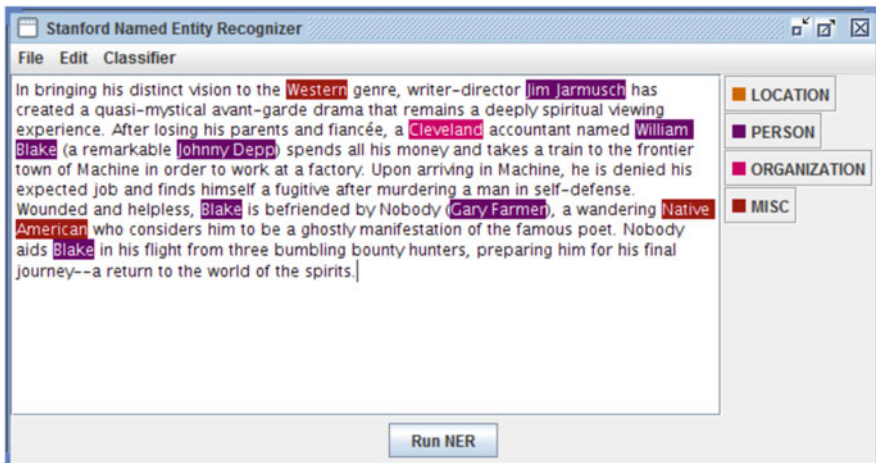 Stanford Named Entity Recognizer
File Edit Classifier
In bringing his distinct vision to the Western genre, writer-director Jim Jarmusch has
created a quasi-mystical avant-garde drama that remains a deeply spiritual viewing
experience. After losing his parents and fiancée, a Cleveland accountant named William
Blake (a remarkable Johnny Depp) spends all his money and takes a train to the frontier
town of Machine in order to work at a factory. Upon arriving in Machine, he is denied his
expected job and finds himself a fugitive after murdering a man in self-defense.
Wounded and helpless, Blake is befriended by Nobody (Gary Farmer), a wandering Native
American who considers him to be a ghostly manifestation of the famous poet. Nobody
aids Blake in his flight from three bumbling bounty hunters, preparing him for his final
journey--a return to the world of the spirits.
LOCATION
PERSON
ORGANIZATION
MISC
Run NER